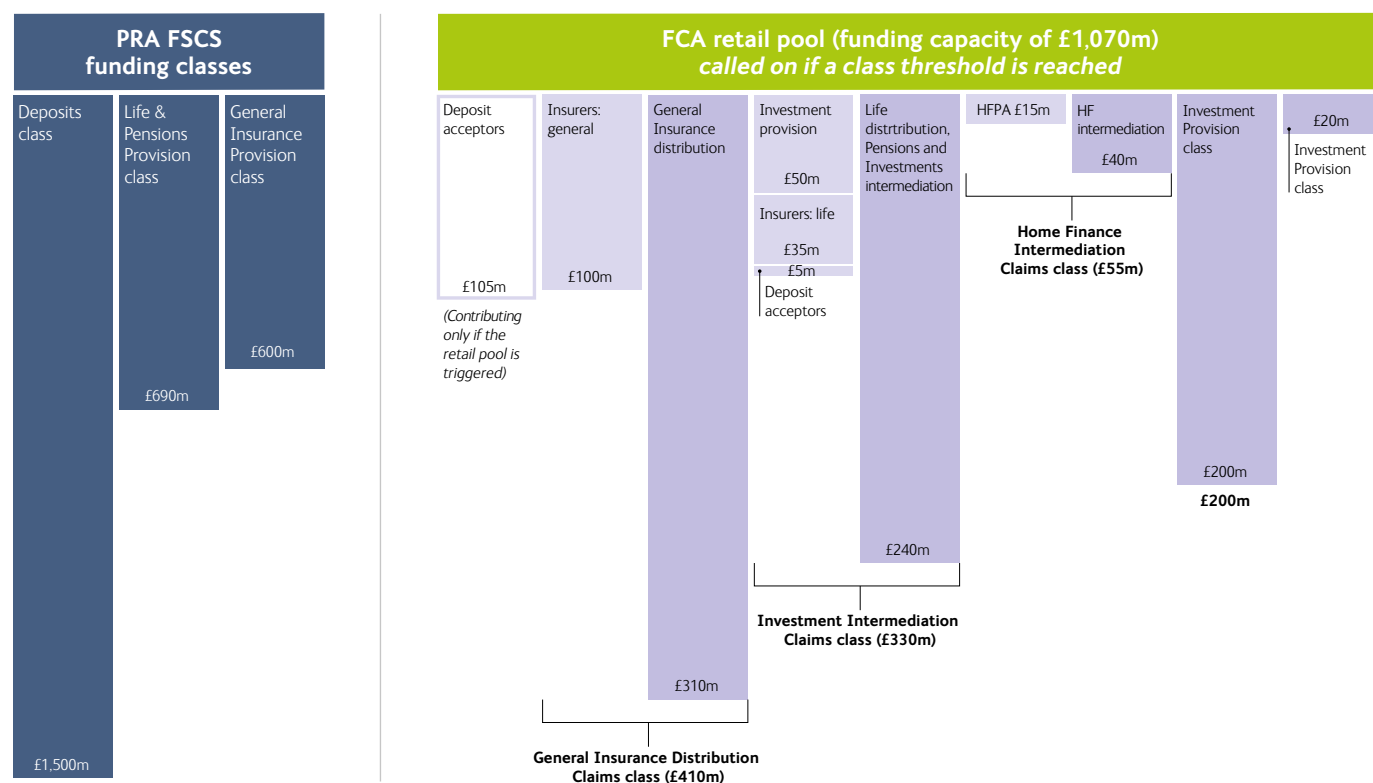 PRA FSCS
funding classes
Deposits
class
£1,500m
Life &
Pensions
Provision
class
£690m
General
Insurance
Provision
class
£600m
FCA retail pool (funding capacity of £1,070m)
called on if a class threshold is reached
Deposit
acceptors
£105m
(Contributing
only if the
retail pool is
triggered)
Insurers:
general
£100m
General
Insurance
distribution
£310m
General Insurance Distribution
Claims class (£410m)
Investment
provision
£50m
Insurers: life
£35m
£5m
Deposit
acceptors
Life
distrtribution,
Pensions and
Investments
intermediation
£240m
Investment Intermediation
Claims class (£330m)
HFPA £15m
HF
intermediation
£40m
Home Finance
Intermediation
Claims class (£55m)
Investment
Provision
class
£200m
£200m
£20m
Investment
Provision
class